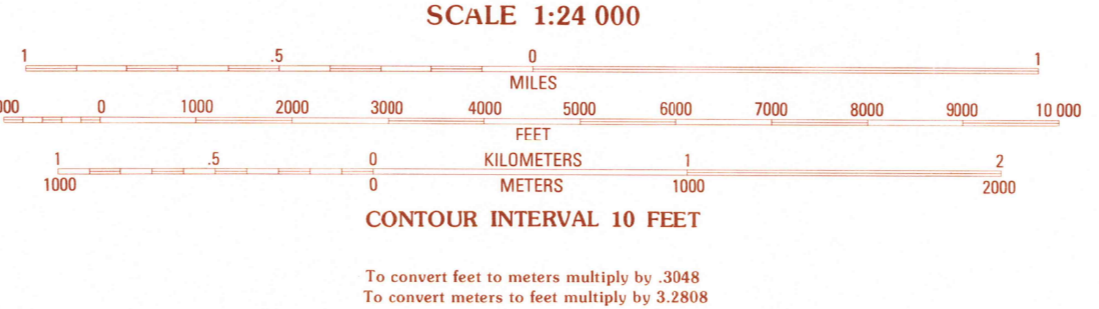 SCALE 1:24 000
1 .5 0 1
MILES
0 1000 2000 3000 4000 5000 6000 7000 8000 9000 10 000
FEET
1 .5 0 KILOMETERS 1 2
1000 0 METERS 1000 2000
CONTOUR INTERVAL 10 FEET
To convert feet to meters multiply by .3048
To convert meters to feet multiply by 3.2808